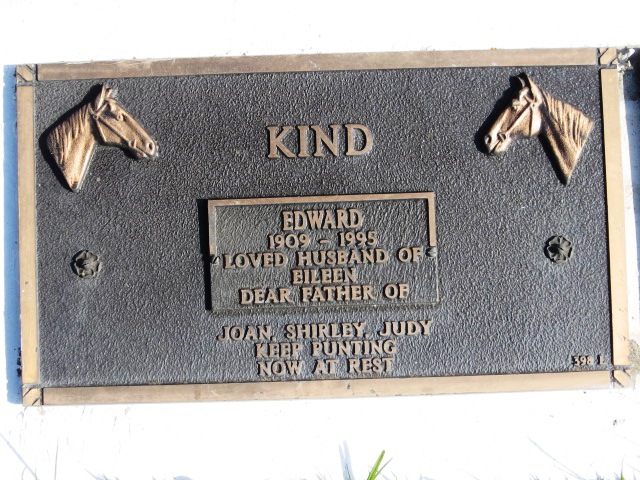 KIND
EDWARD
1909 - 1995
LOVED HUSBAND OF
EILEEN
DEAR FATHER OF
JOAN, SHIRLEY, JUDY
KEEP PUNTING
NOW AT REST